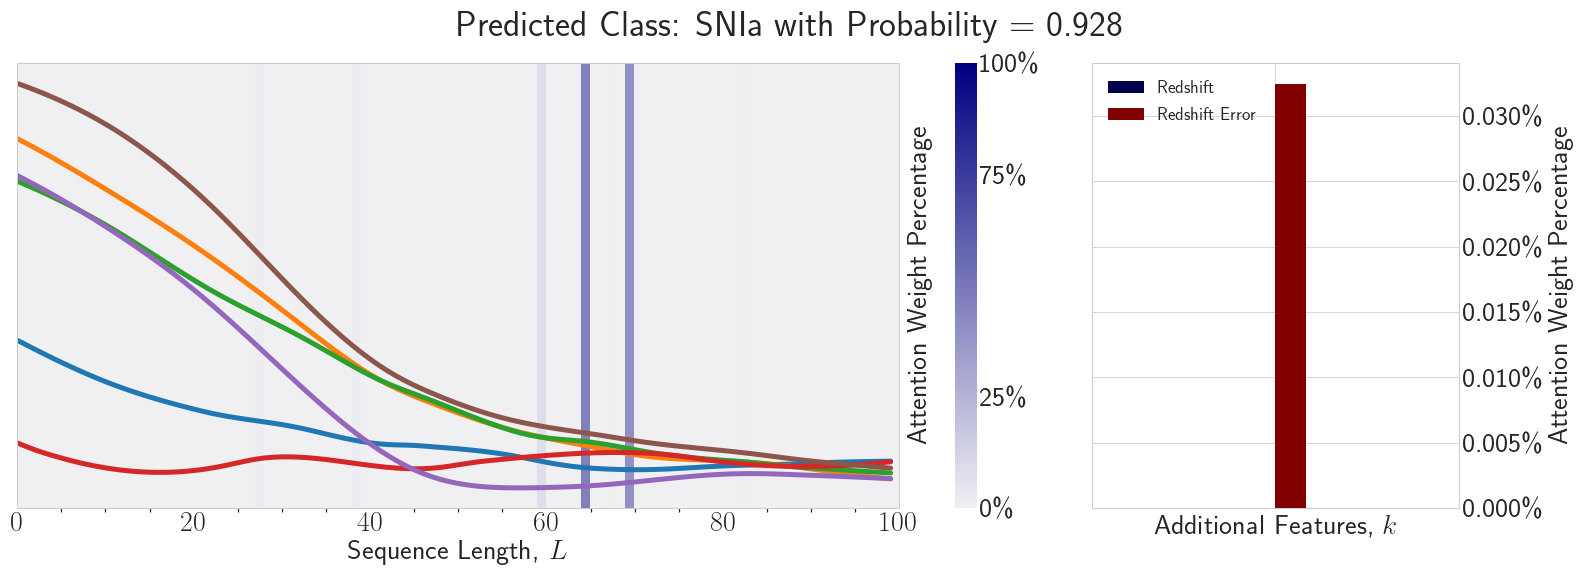 Predicted Class: SNIa with Probability = 0.928
0
20
40
60
80
100
Sequence Length, L
100%
75%
25%
0%
Attention Weight Percentage
Redshift
Redshift Error
Additional Features, k
0.030%
0.025%
0.020%
0.015%
0.010%
0.005%
0.000%
Attention Weight Percentage